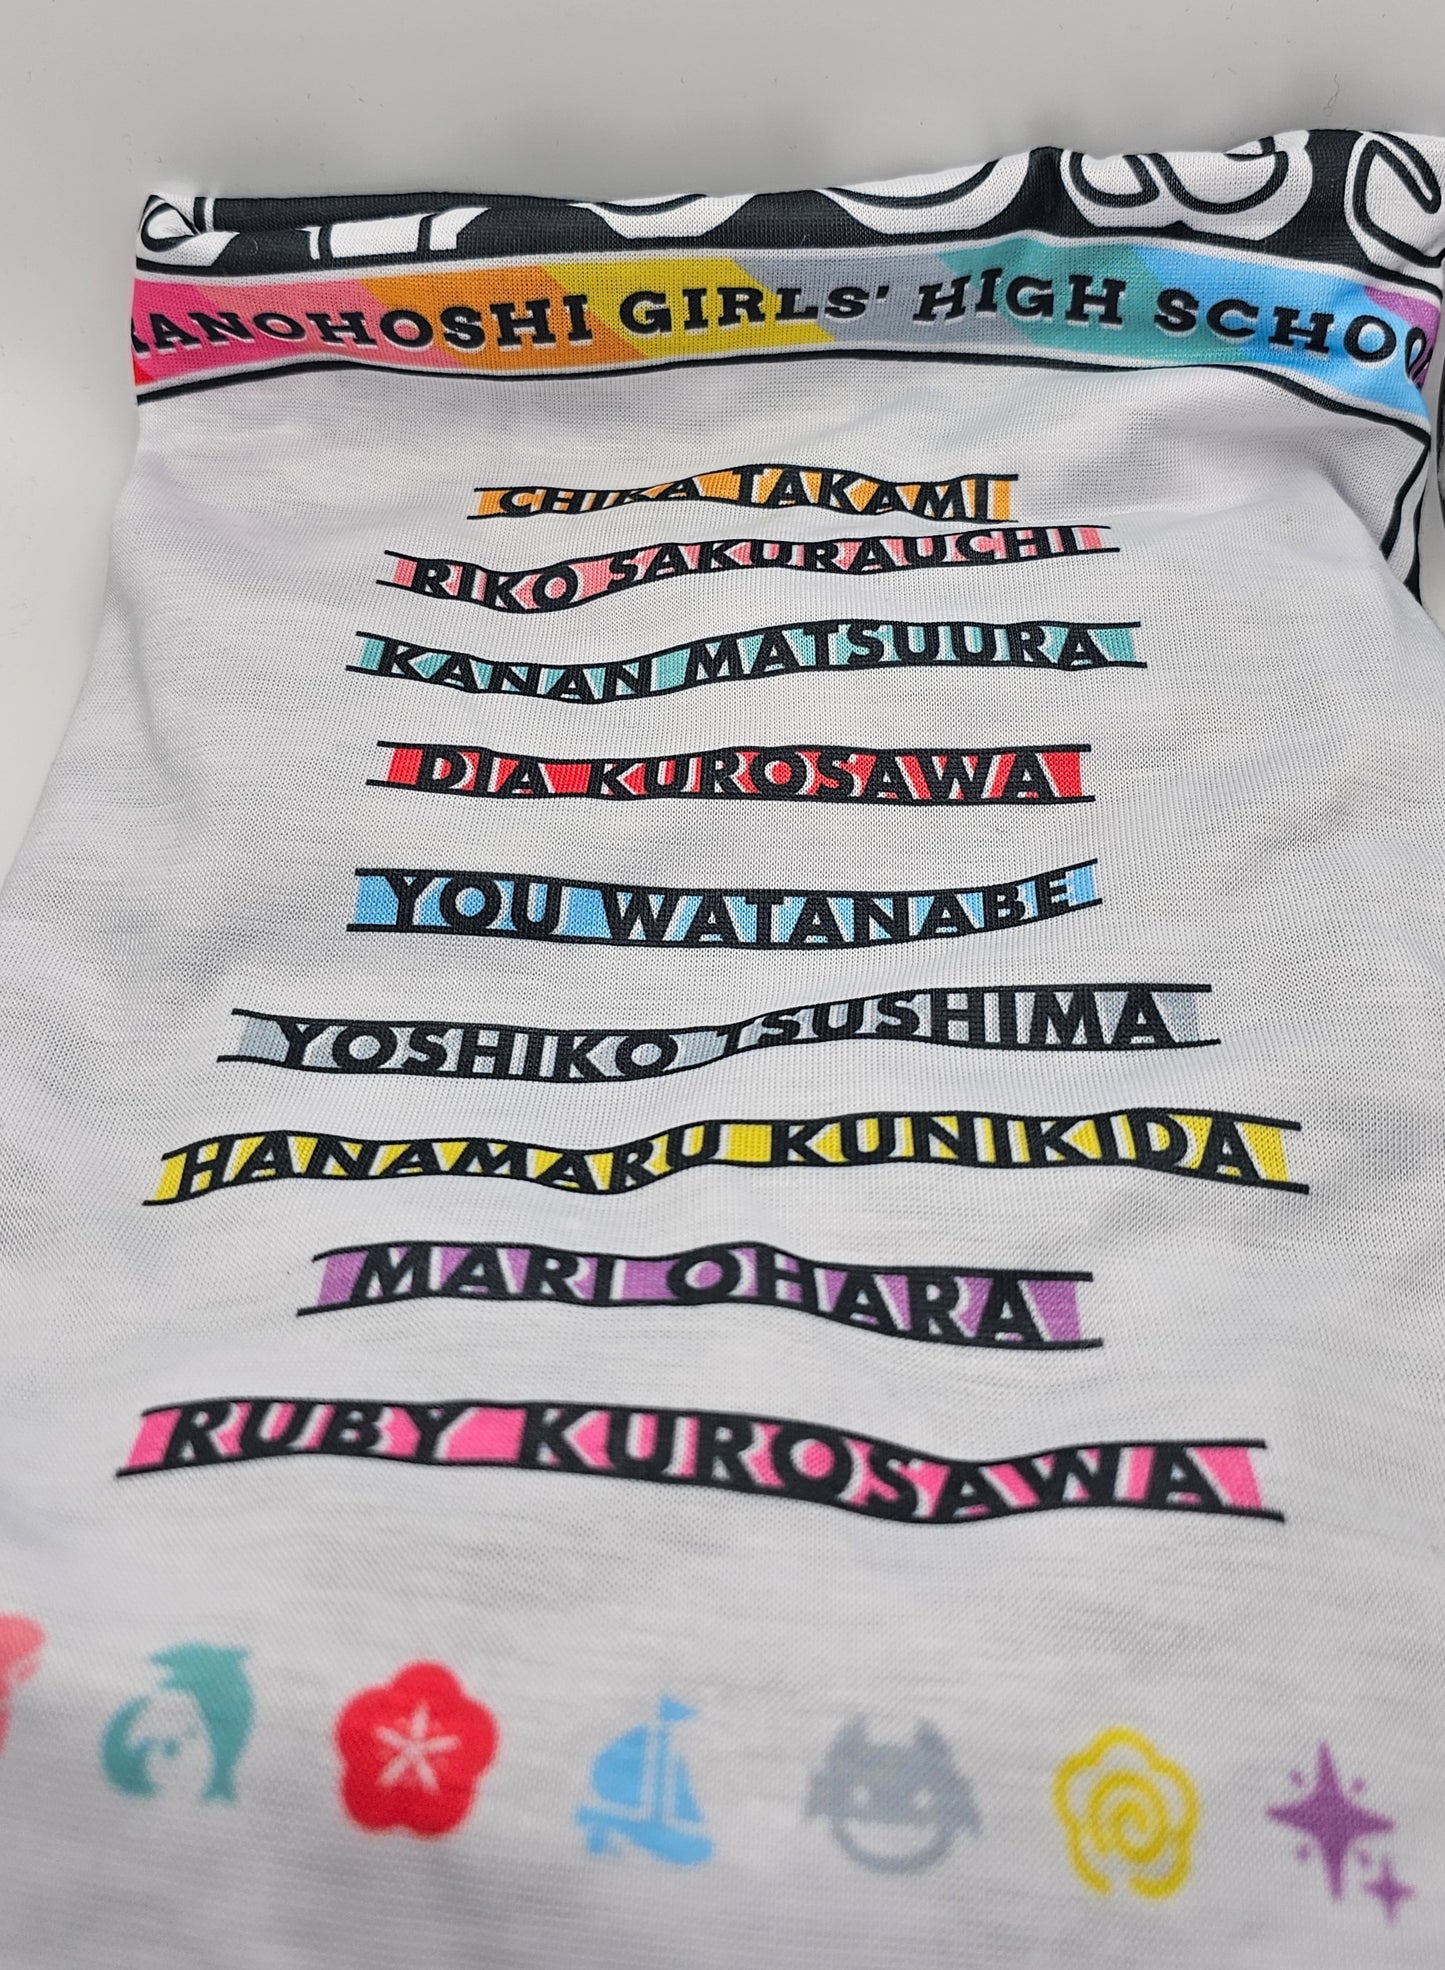 RANOHOSHI GIRLS' HIGH SCHOO
CHIKA TAKAMI
RIKO SAKURAUCHI
KANAN MATSUURA
DIA KUROSAWA
YOU WATANABE
YOSHIKO TSUSHIMA
HANAMARU KUNIKIDA
MARI OHARA
RUBY KUROSAWA